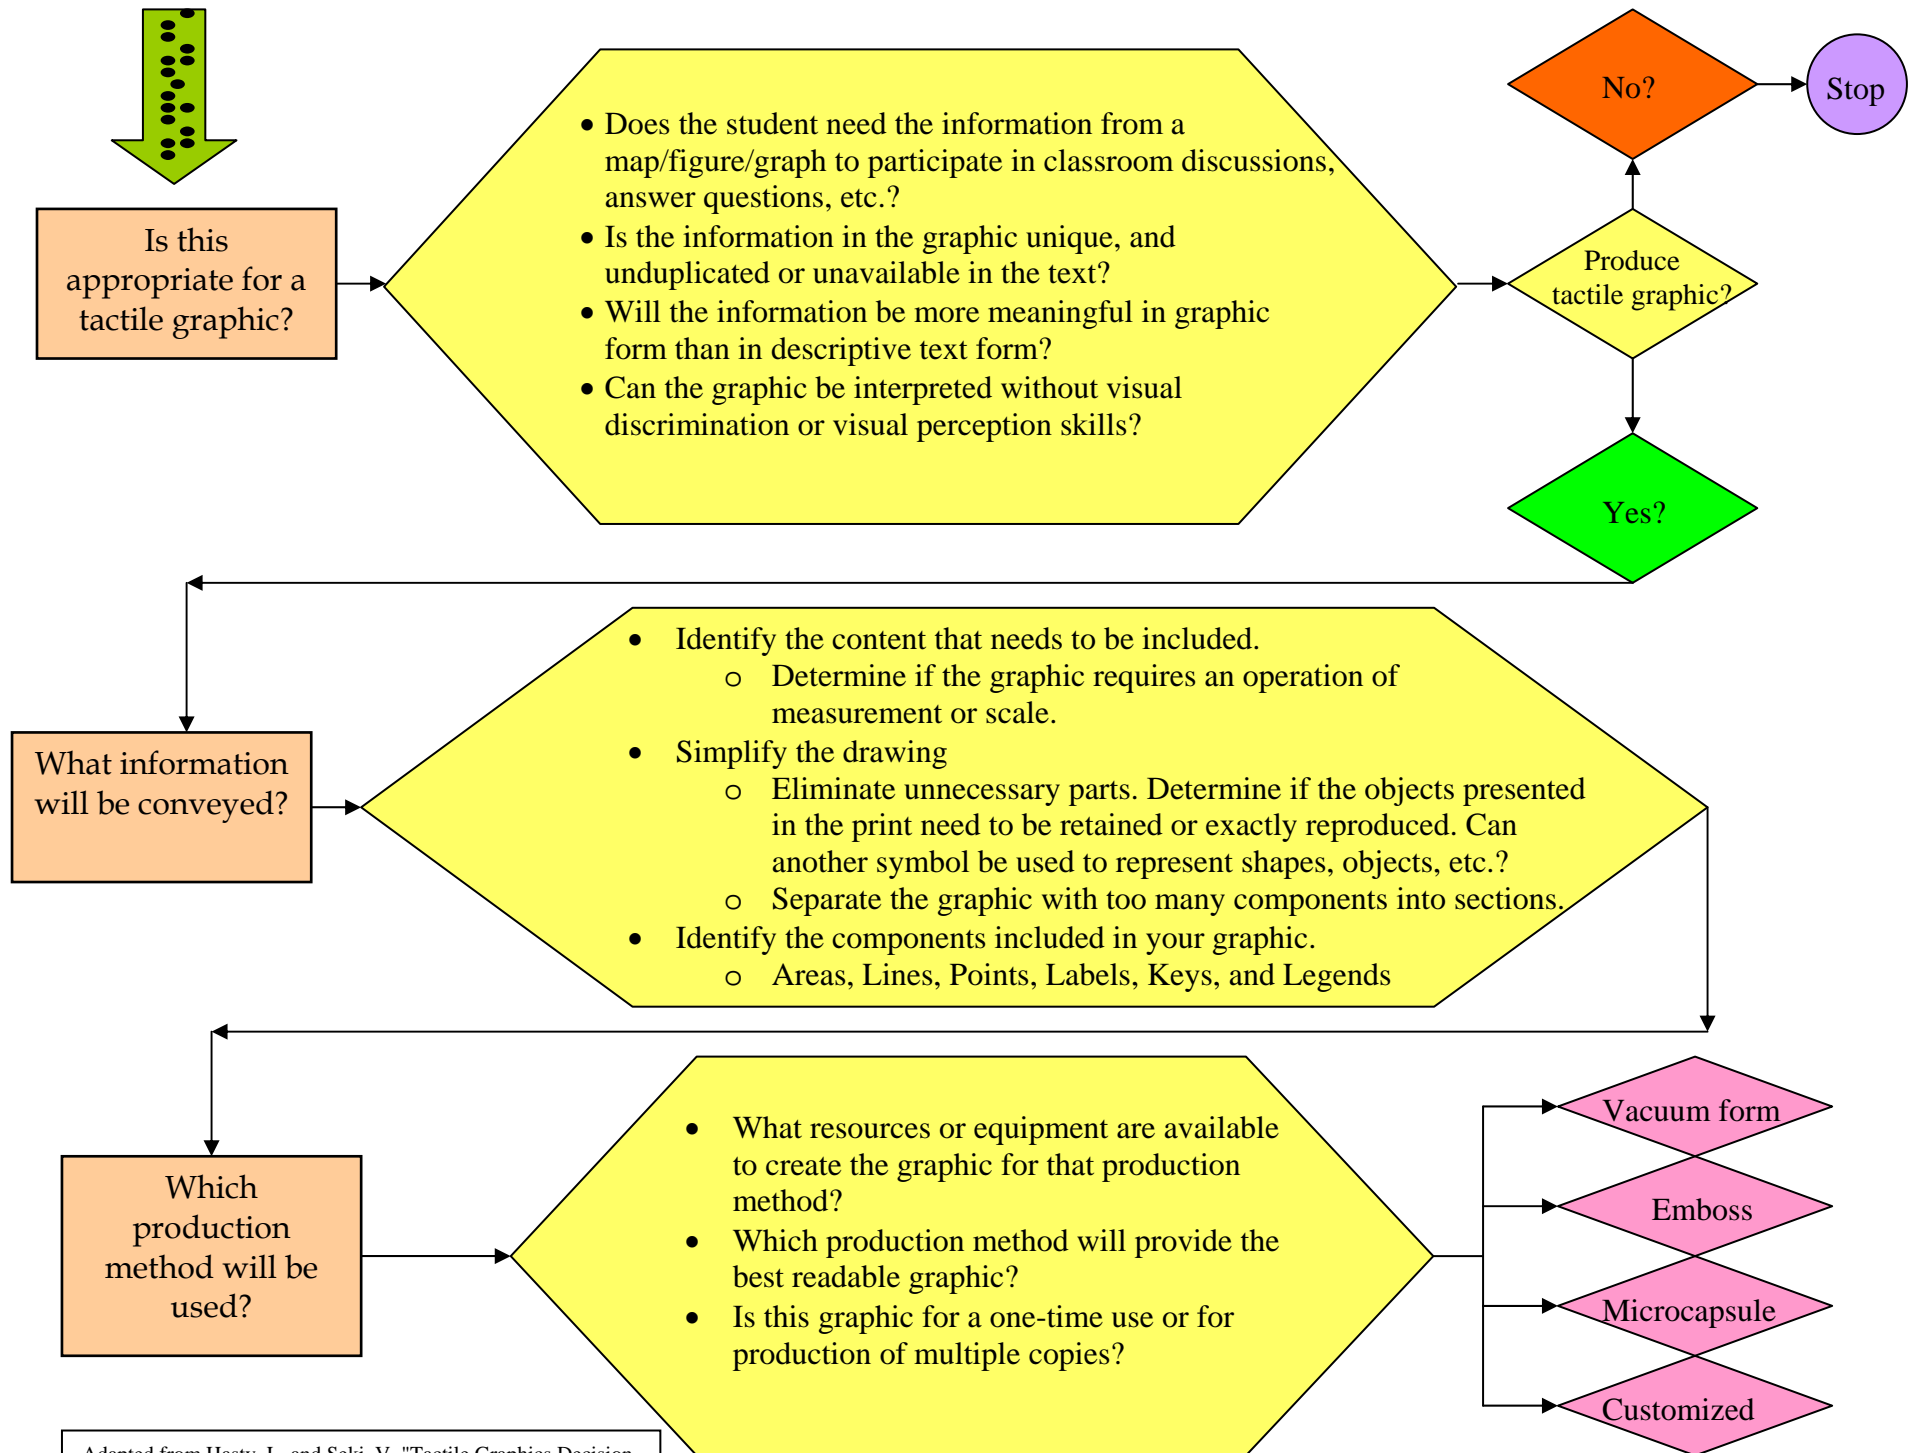 Is this
appropriate for a
tactile graphic?
• Does the student need the information from a
map/figure/graph to participate in classroom discussions,
answer questions, etc.?
• Is the information in the graphic unique, and
unduplicated or unavailable in the text?
• Will the information be more meaningful in graphic
form than in descriptive text form?
• Can the graphic be interpreted without visual
discrimination or visual perception skills?
No?
Stop
Produce
tactile graphic?
Yes?
What information
will be conveyed?
• Identify the content that needs to be included.
o Determine if the graphic requires an operation of
measurement or scale.
• Simplify the drawing
o Eliminate unnecessary parts. Determine if the objects presented
in the print need to be retained or exactly reproduced. Can
another symbol be used to represent shapes, objects, etc.?
o Separate the graphic with too many components into sections.
• Identify the components included in your graphic.
o Areas, Lines, Points, Labels, Keys, and Legends
Which
production
method will be
used?
• What resources or equipment are available
to create the graphic for that production
method?
• Which production method will provide the
best readable graphic?
• Is this graphic for a one-time use or for
production of multiple copies?
Vacuum form
Emboss
Microcapsule
Customized
Adapted from Hasty, L. and Seki, V. "Tactile Graphics Decision